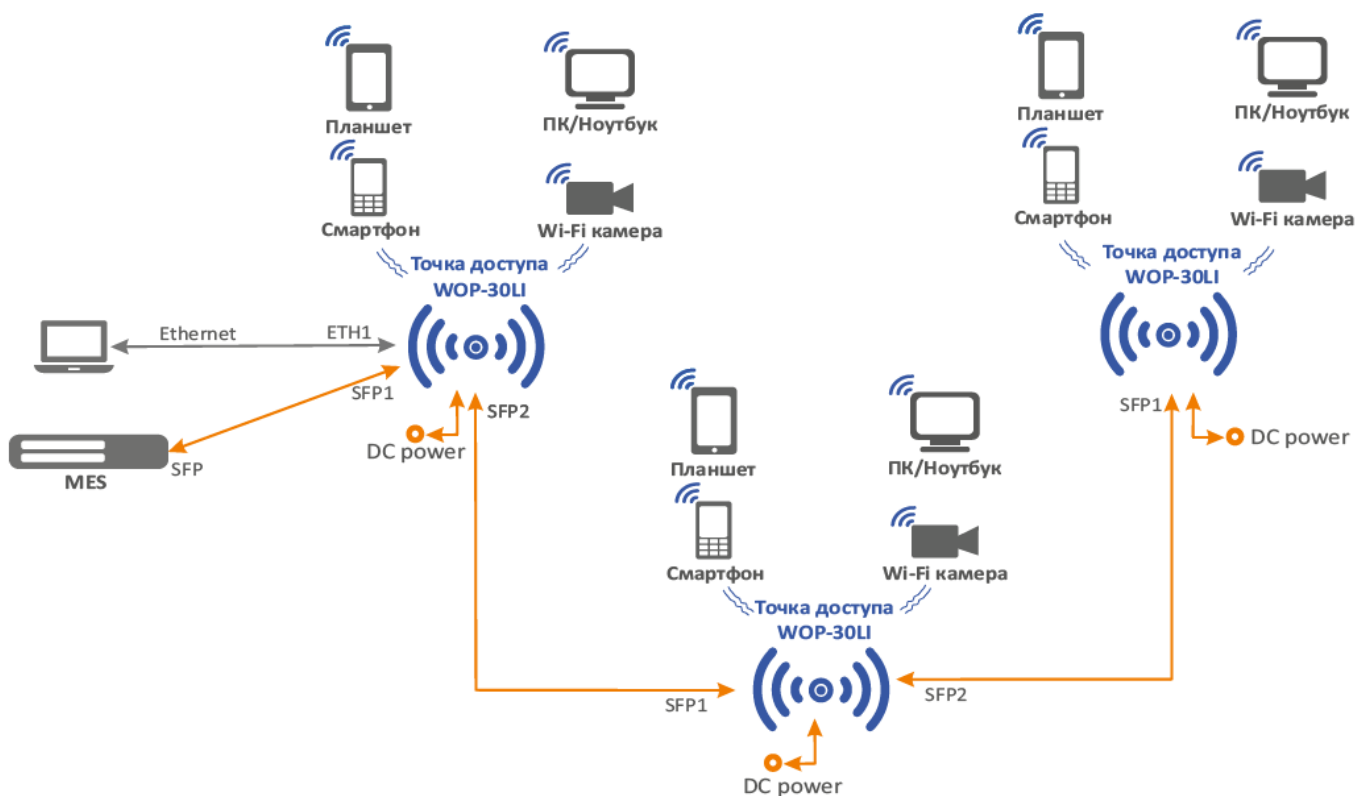 Планшет
ПК/Ноутбук
Смартфон
Wi-Fi камера
Точка доступа
WOP-30LI
Ethernet
ETH1
SFP1
SFP2
DC power
SFP
MES
Планшет
ПК/Ноутбук
Смартфон
Wi-Fi камера
Точка доступа
WOP-30LI
SFP1
SFP2
DC power
Планшет
ПК/Ноутбук
Смартфон
Wi-Fi камера
Точка доступа
WOP-30LI
SFP1
DC power